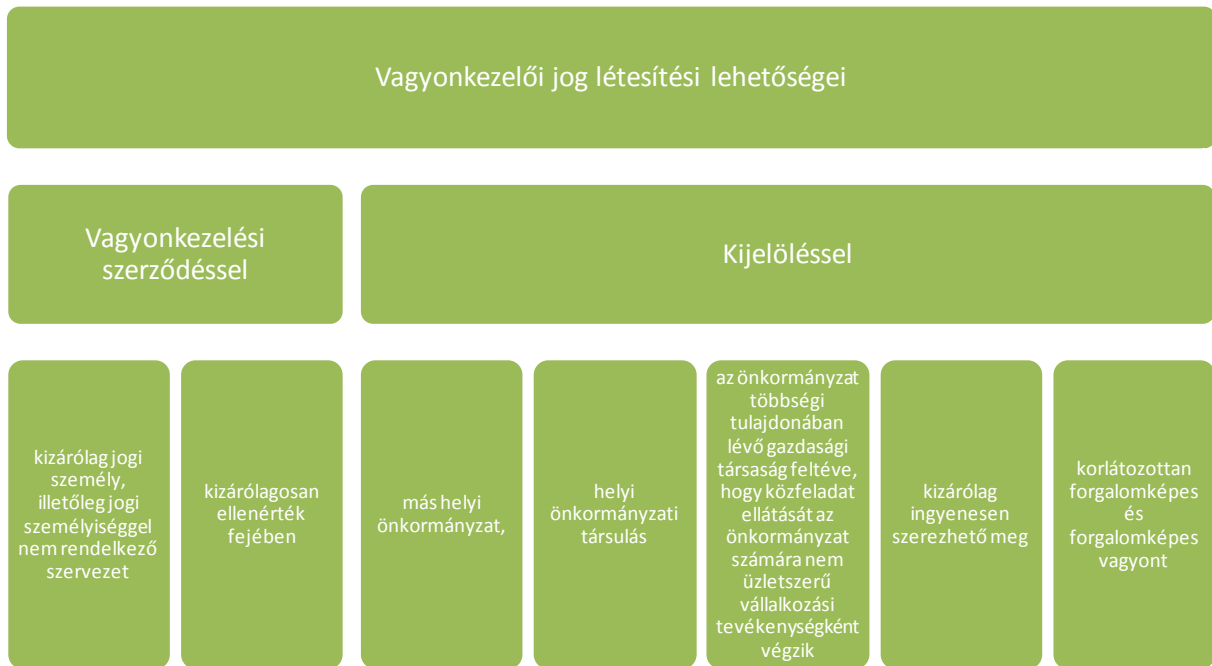 Vagyonkezelői jog létesítési lehetőségei
Vagyonkezelési
szerződéssel
Kijelöléssel
kizárólag jogi
személy,
illetőleg jogi
személyiséggel
nem rendelkező
szervezet
kizárólagosan
ellenérték
fejében
más helyi
önkormányzat,
helyi
önkormányzati
társulás
az önkormányzat
többségi
tulajdonában
lévő gazdasági
társaság feltéve,
hogy közfeladat
ellátását az
önkormányzat
számára nem
üzletszerű
vállalkozási
tevékenységként
végzik
kizárólag
ingyenesen
szerezhető meg
korlátozottan
forgalomképes
és
forgalomképes
vagyont